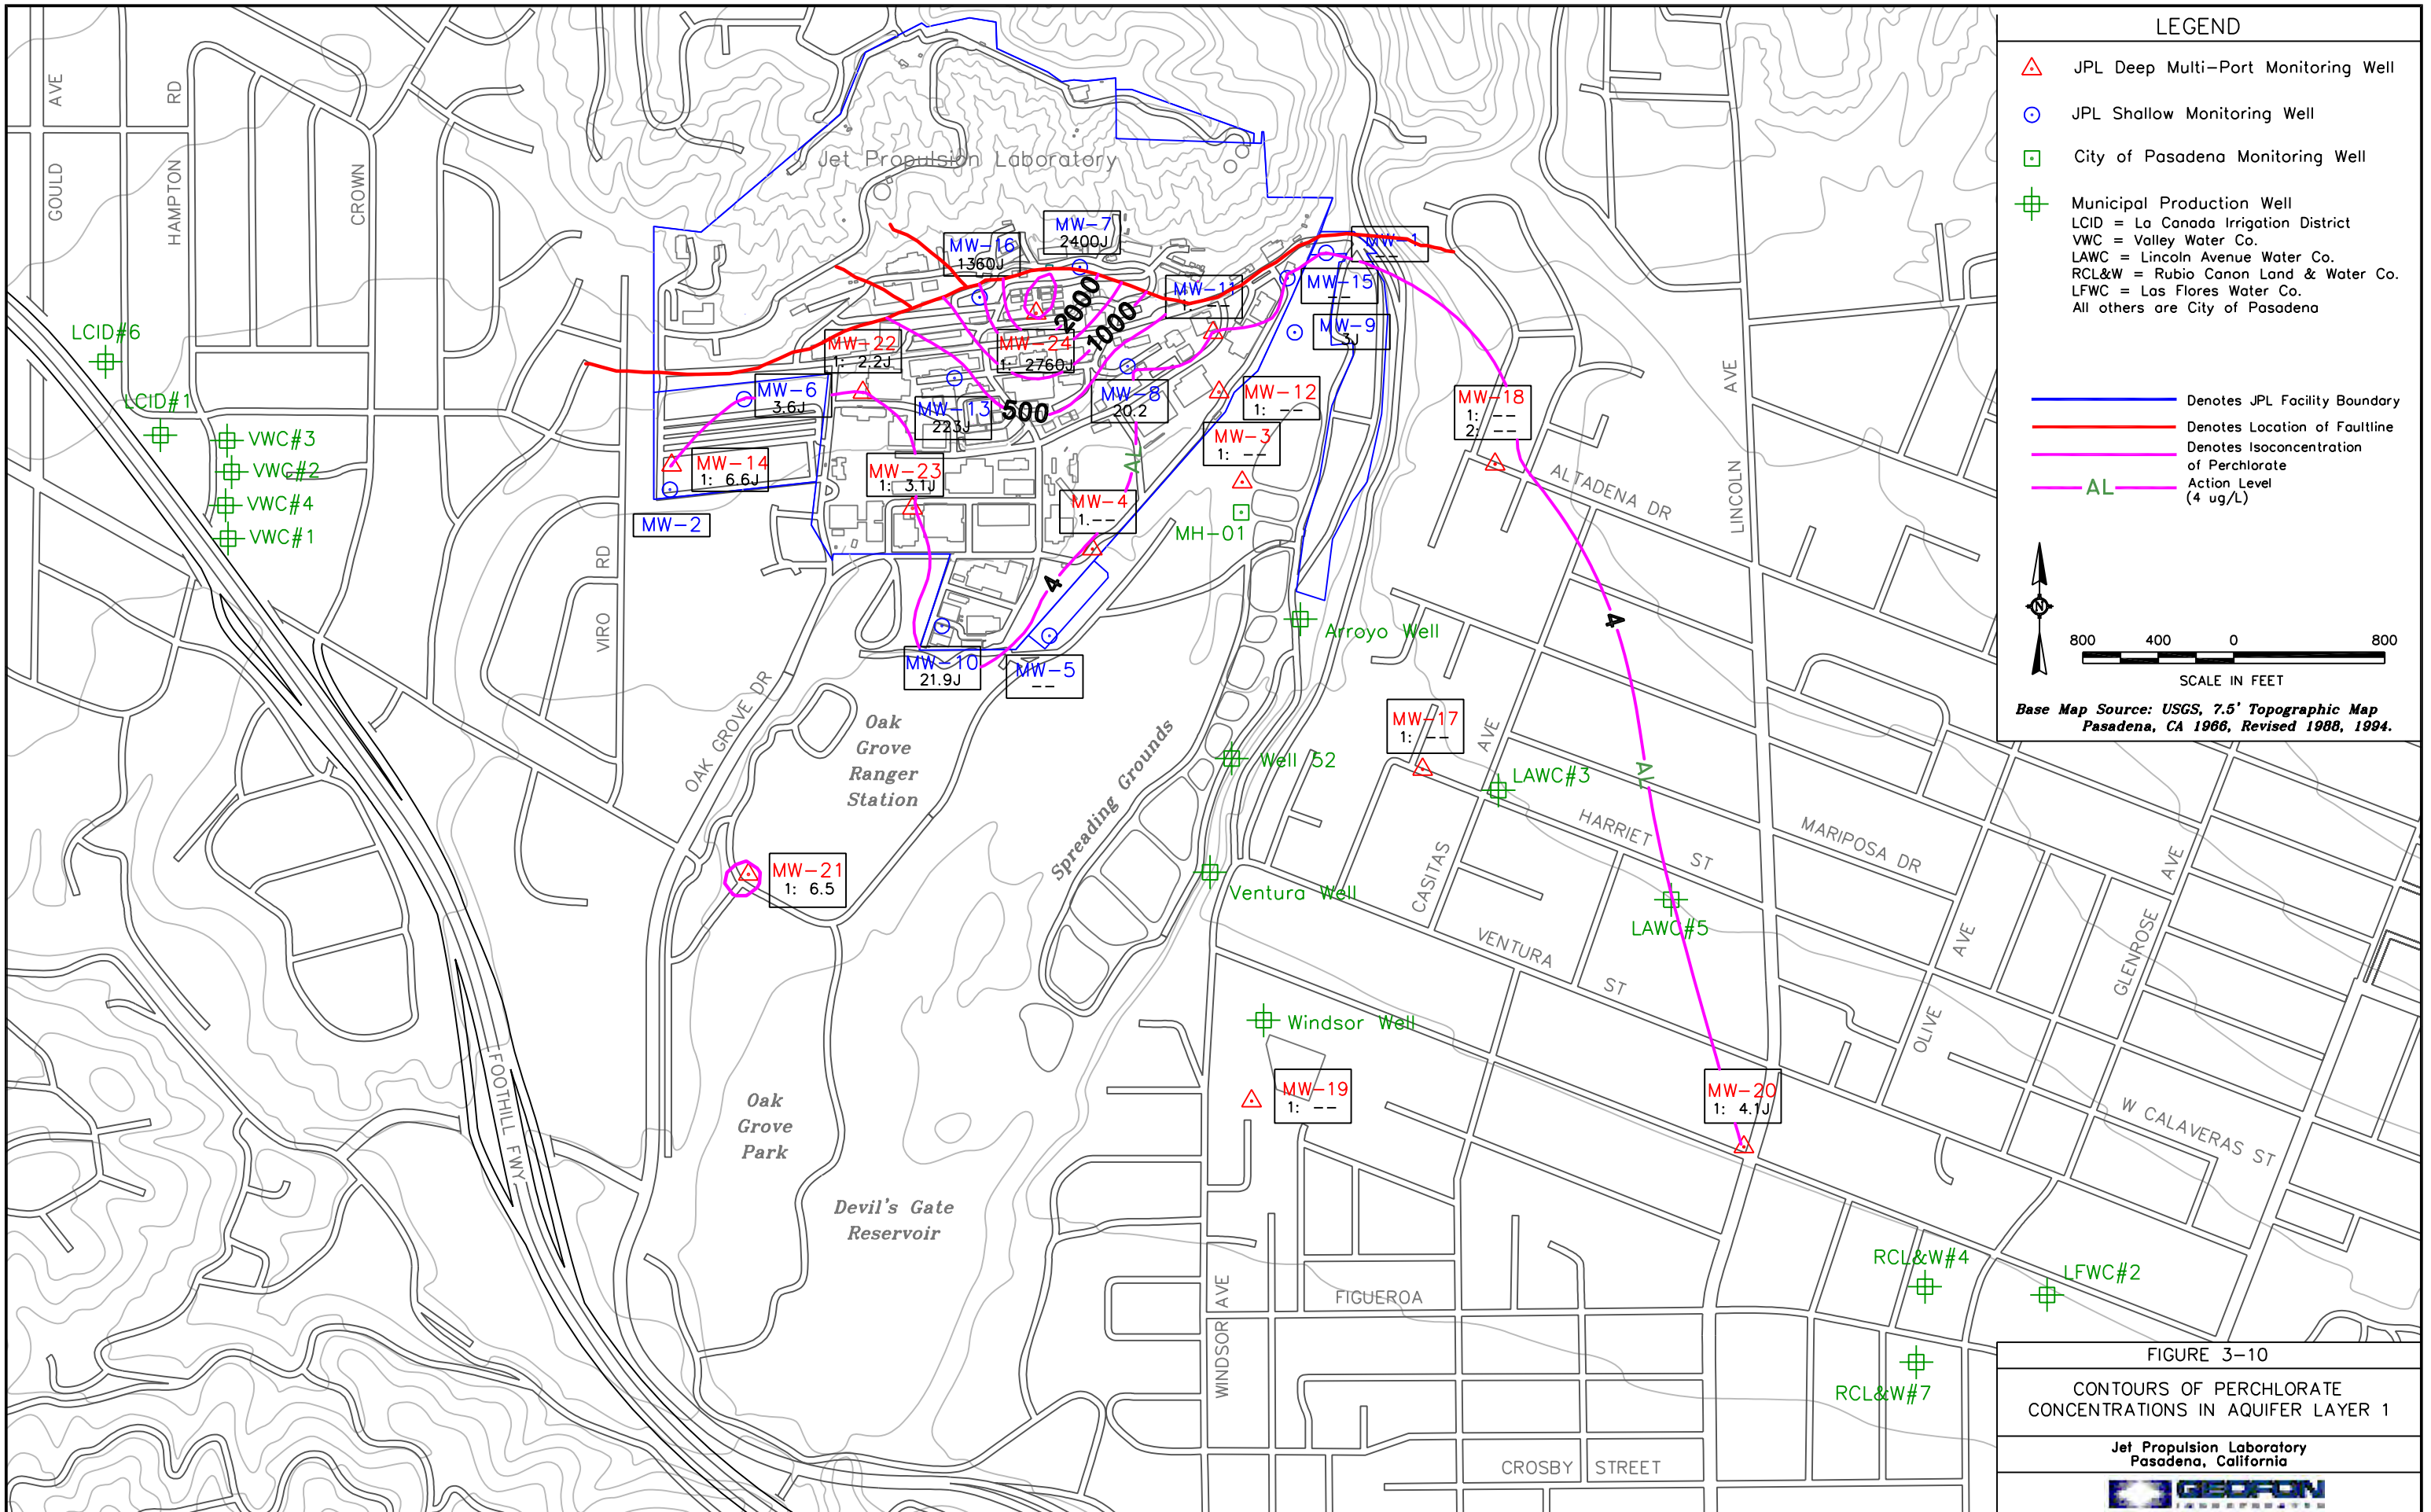 LEGEND
JPL Deep Multi-Port Monitoring Well
JPL Shallow Monitoring Well
City of Pasadena Monitoring Well
Municipal Production Well
LCID = La Canada Irrigation District
VWC = Valley Water Co.
LAWC = Lincoln Avenue Water Co.
RCL&W = Rubio Canon Land & Water Co.
LFWC = Las Flores Water Co.
All others are City of Pasadena
Denotes JPL Facility Boundary
Denotes Location of Faultline
Denotes Isoconcentration
of Perchlorate
AL
Action Level
(4 ug/L)
N
800 400 0 800
SCALE IN FEET
Base Map Source: USGS, 7.5' Topographic Map
Pasadena, CA 1966, Revised 1988, 1994.
GOULD AVE
HAMPTON RD
CROWN
Jet Propulsion Laboratory
MW-7
2400J
MW-16
1360J
MW-1
--
MW-11
1: --
MW-15
--
MW-9
3J
2000
1000
500
MW-22
1: 2.2J
MW-24
1: 2760J
MW-6
3.6J
MW-13
223J
MW-8
20.2
MW-12
1: --
MW-18
1: --
2: --
MW-3
1: --
MW-14
1: 6.6J
MW-23
1: 3.1J
MW-4
1.--
AL
MW-2
MH-01
LCID#6
LCID#1
VWC#3
VWC#2
VWC#4
VWC#1
ALTADENA DR
LINCOLN AVE
VIRO RD
4
4
Arroyo Well
MW-10
21.9J
MW-5
--
OAK GROVE DR
Oak
Grove
Ranger
Station
Spreading Grounds
MW-17
1: --
Well 52
LAWC#3
AL
CASITAS AVE
HARRIET ST
MARIPOSA DR
MW-21
1: 6.5
Ventura Well
LAWC#5
VENTURA ST
OLIVE AVE
GLENROSE AVE
Windsor Well
FOOTHILL FWY
MW-19
1: --
MW-20
1: 4.1J
W CALAVERAS ST
Oak
Grove
Park
Devil's Gate
Reservoir
WINDSOR AVE
FIGUEROA
RCL&W#4
LFWC#2
RCL&W#7
CROSBY STREET
FIGURE 3-10
CONTOURS OF PERCHLORATE
CONCENTRATIONS IN AQUIFER LAYER 1
Jet Propulsion Laboratory
Pasadena, California
GEOFON